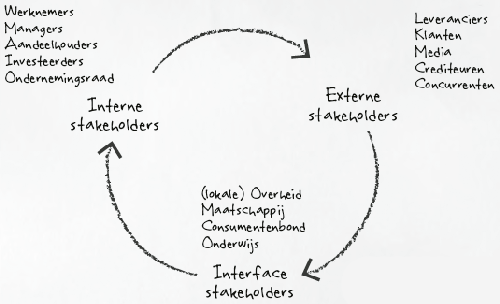 Werknemers
Managers
Aandeelhouders
Investeerders
Ondernemingsraad
Interne
stakeholders
Leveranciers
Klanten
Media
Crediteuren
Concurrenten
Externe
stakeholders
(lokale) Overheid
Maatschappij
Consumentenbond
Onderwijs
Interface
stakeholders